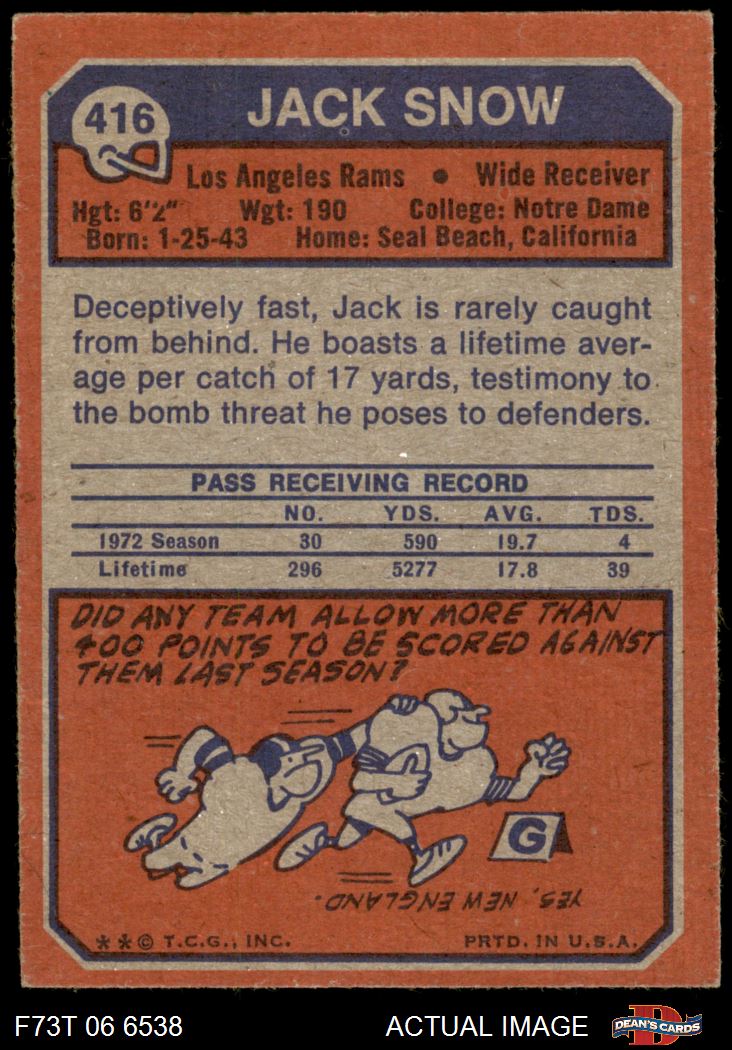 416
JACK SNOW
Los Angeles Rams • Wide Receiver
Hgt: 6'2" Wgt: 190 College: Notre Dame
Born: 1-25-43 Home: Seal Beach, California
Deceptively fast, Jack is rarely caught
from behind. He boasts a lifetime aver-
age per catch of 17 yards, testimony to
the bomb threat he poses to defenders.
PASS RECEIVING RECORD
NO. YDS. AVG. TDS.
1972 Season 30 590 19.7 4
Lifetime 296 5277 17.8 39
DID ANY TEAM ALLOW MORE THAN
400 POINTS TO BE SCORED AGAINST
THEM LAST SEASON?
G
YES, NEW ENGLAND.
**© T.C.G., INC. PRTD. IN U.S.A.
F73T 06 6538 ACTUAL IMAGE D DEAN'S CARDS